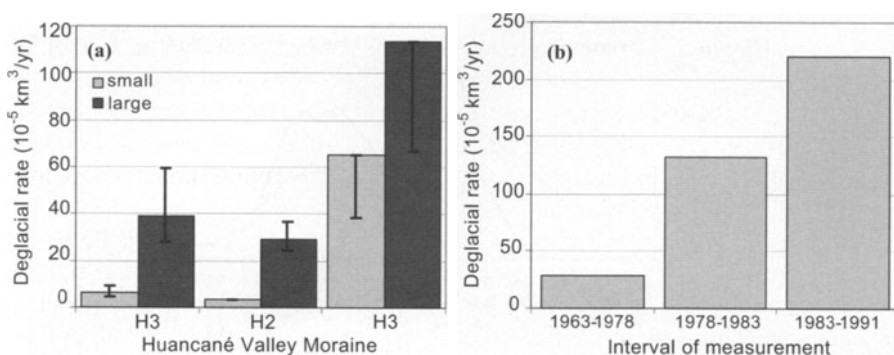 (a)
small
large
Deglacial rate (10⁻⁵ km³/yr)
120
100
80
60
40
20
0
H3
H2
H3
Huancané Valley Moraine
(b)
Deglacial rate (10⁻⁵ km³/yr)
250
200
150
100
50
0
1963-1978
1978-1983
1983-1991
Interval of measurement